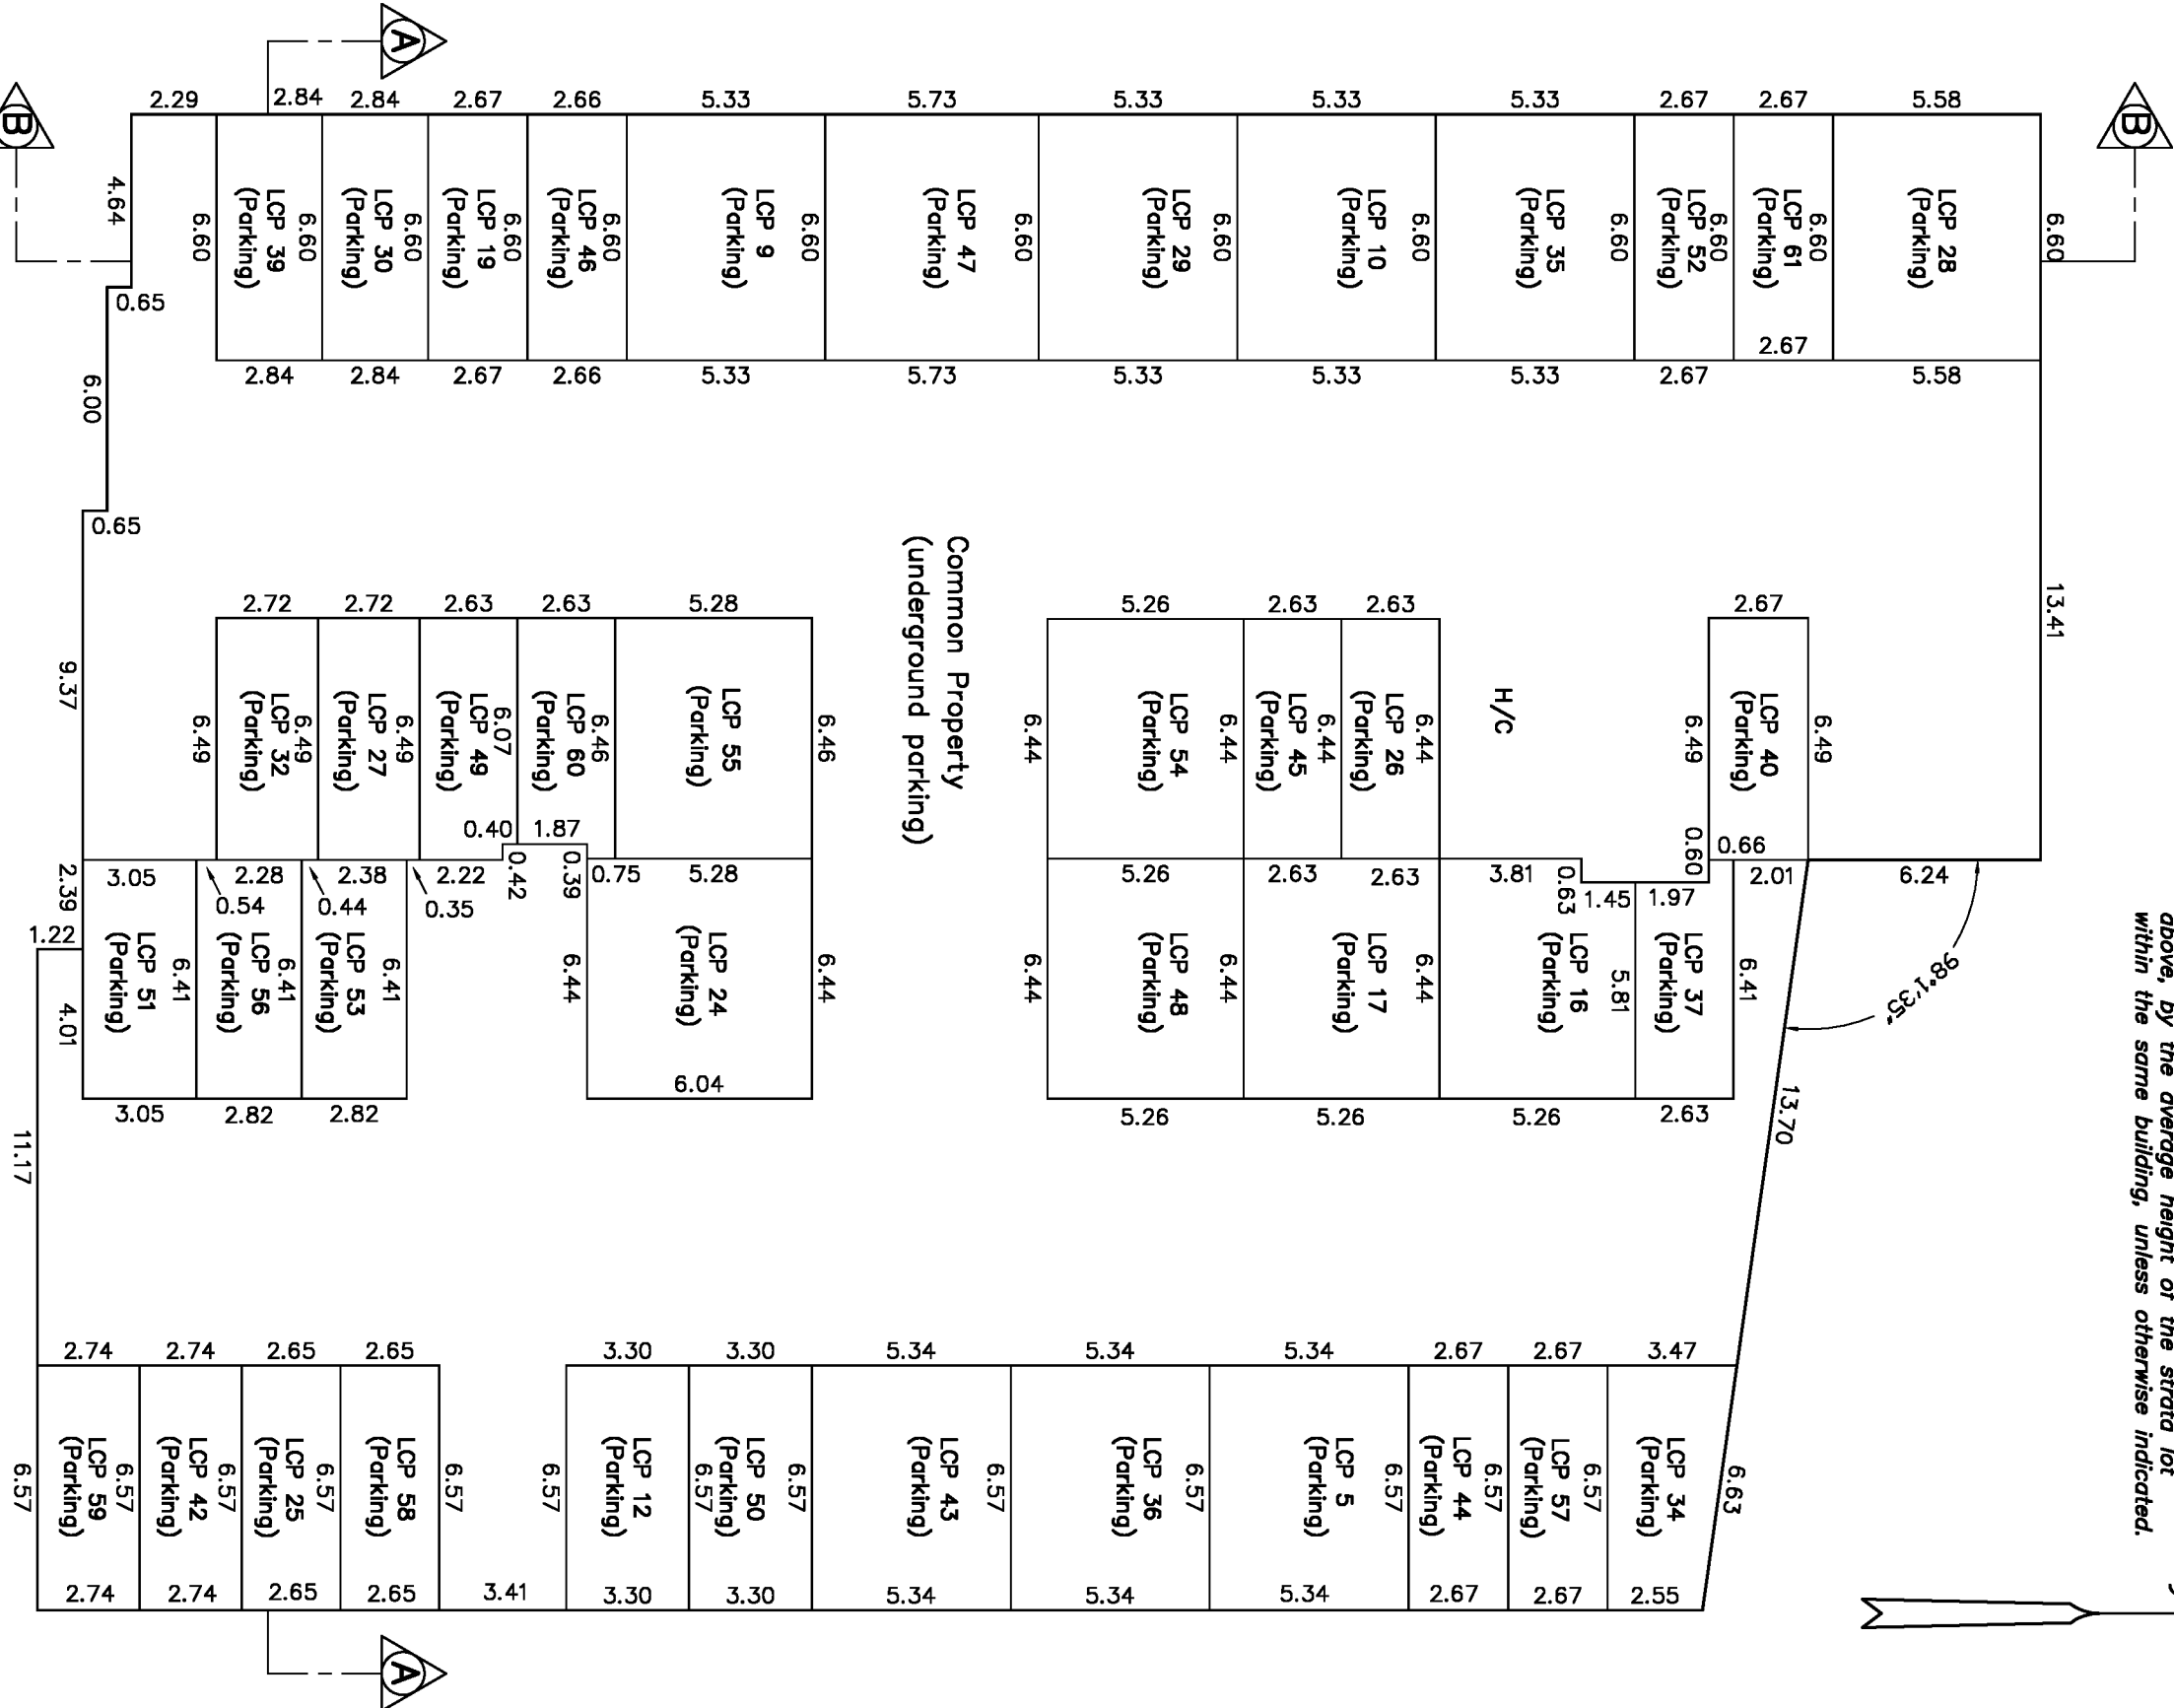 above, by the average height of the strata lot
within the same building, unless otherwise indicated.
A
B
B
2.29
2.84
2.84
2.67
2.66
5.33
5.73
5.33
5.33
5.33
2.67
2.67
5.58
4.64
6.60
LCP 39
(Parking)
6.60
LCP 30
(Parking)
6.60
LCP 19
(Parking)
6.60
LCP 46
(Parking)
6.60
LCP 9
(Parking)
6.60
LCP 47
(Parking)
6.60
LCP 29
(Parking)
6.60
LCP 10
(Parking)
6.60
LCP 35
(Parking)
6.60
LCP 52
(Parking)
6.60
LCP 61
(Parking)
6.60
LCP 28
(Parking)
6.60
0.65
2.67
2.84
2.84
2.67
2.66
5.33
5.73
5.33
5.33
5.33
2.67
5.58
6.00
0.65
13.41
Common Property
(underground parking)
2.72
2.72
2.63
2.63
5.28
5.26
2.63
2.63
2.67
9.37
6.49
LCP 32
(Parking)
6.49
LCP 27
(Parking)
6.49
LCP 49
(Parking)
6.07
LCP 60
(Parking)
6.46
LCP 55
(Parking)
6.46
6.44
LCP 54
(Parking)
6.44
LCP 45
(Parking)
6.44
LCP 26
(Parking)
6.44
H/C
6.49
LCP 40
(Parking)
6.49
0.40
1.87
0.60
0.66
2.39
3.05
2.28
2.38
2.22
0.42
0.39
0.75
5.28
5.26
2.63
2.63
3.81
0.63
1.45
1.97
2.01
6.24
0.54
0.44
0.35
98°1'35"
1.22
4.01
LCP 51
(Parking)
6.41
LCP 56
(Parking)
6.41
LCP 53
(Parking)
6.41
6.44
LCP 24
(Parking)
6.44
6.44
LCP 48
(Parking)
6.44
LCP 17
(Parking)
6.44
LCP 16
(Parking)
5.81
LCP 37
(Parking)
6.41
6.04
3.05
2.82
2.82
5.26
5.26
5.26
2.63
13.70
11.17
2.74
2.74
2.65
2.65
3.30
3.30
5.34
5.34
5.34
2.67
2.67
3.47
6.57
LCP 59
(Parking)
6.57
LCP 42
(Parking)
6.57
LCP 25
(Parking)
6.57
LCP 58
(Parking)
6.57
6.57
LCP 12
(Parking)
6.57
LCP 50
(Parking)
6.57
LCP 43
(Parking)
6.57
LCP 36
(Parking)
6.57
LCP 5
(Parking)
6.57
LCP 44
(Parking)
6.57
LCP 57
(Parking)
6.57
LCP 34
(Parking)
6.63
2.74
2.74
2.65
2.65
3.41
3.30
3.30
5.34
5.34
5.34
2.67
2.67
2.55
A